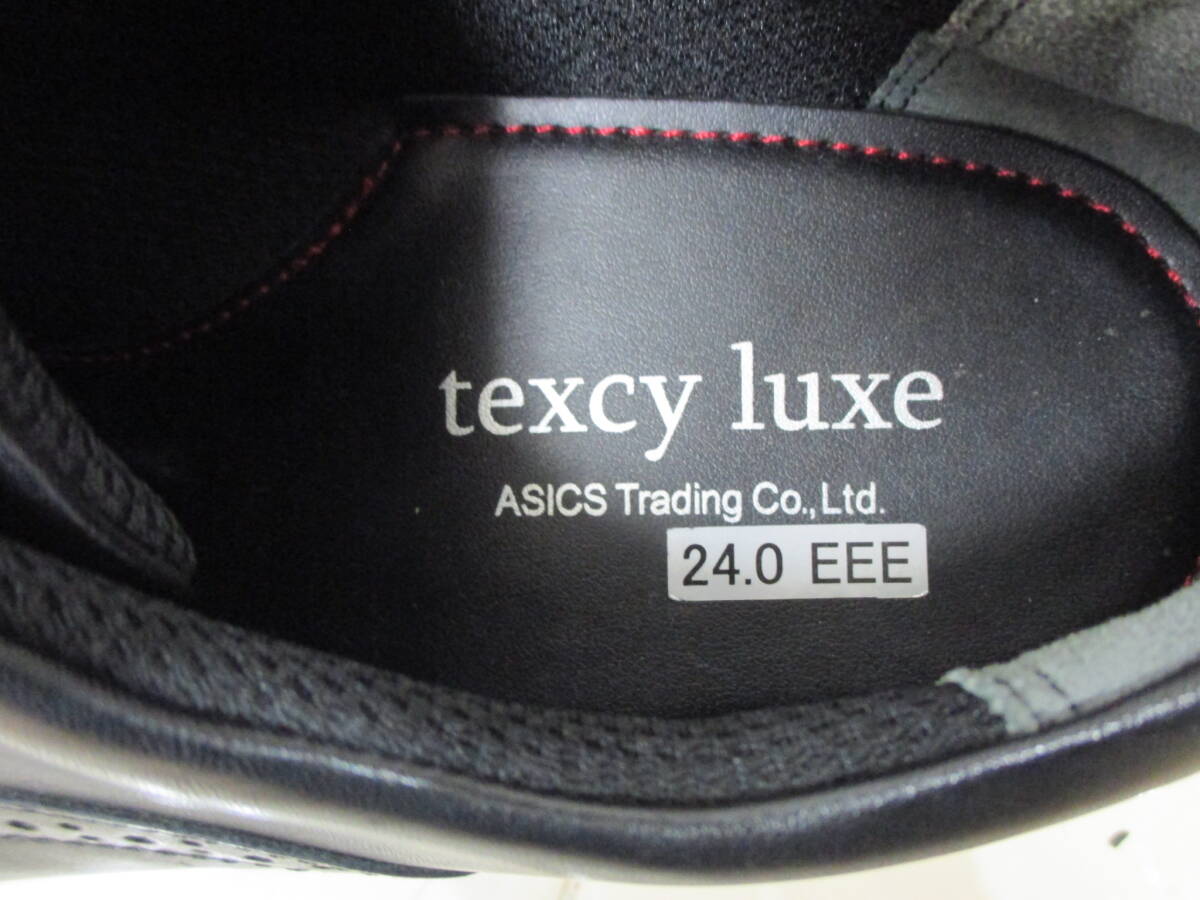 texcy luxe
ASICS Trading Co.,Ltd.
24.0 EEE